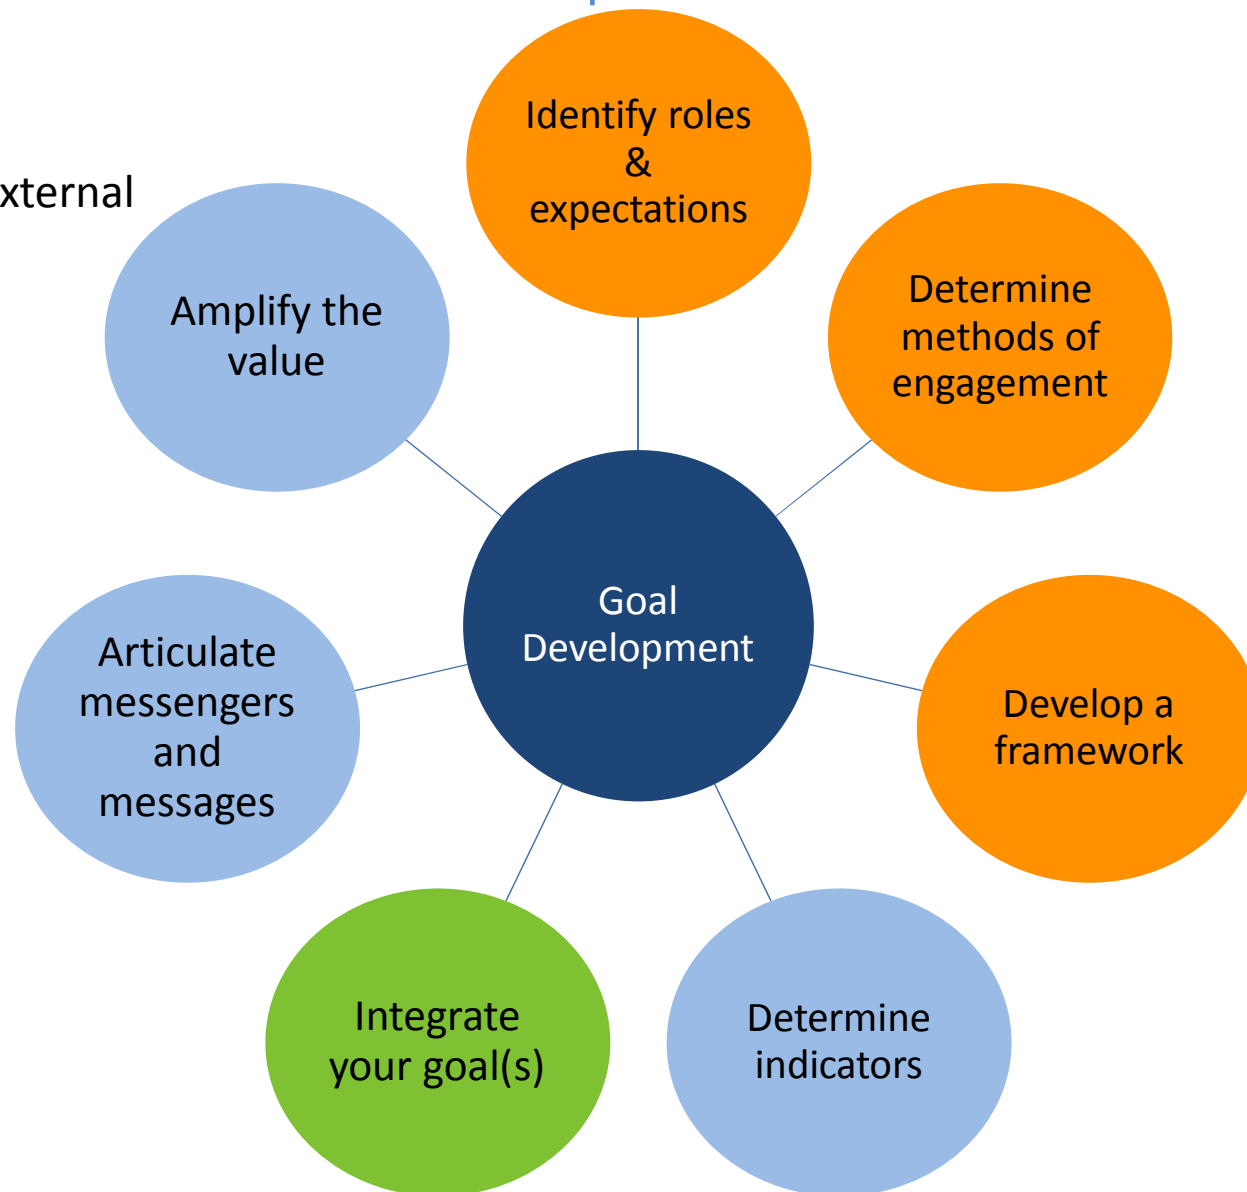 Identify roles
&
expectations
xternal
Amplify the
value
Determine
methods of
engagement
Goal
Development
Articulate
messengers
and
messages
Develop a
framework
Integrate
your goal(s)
Determine
indicators